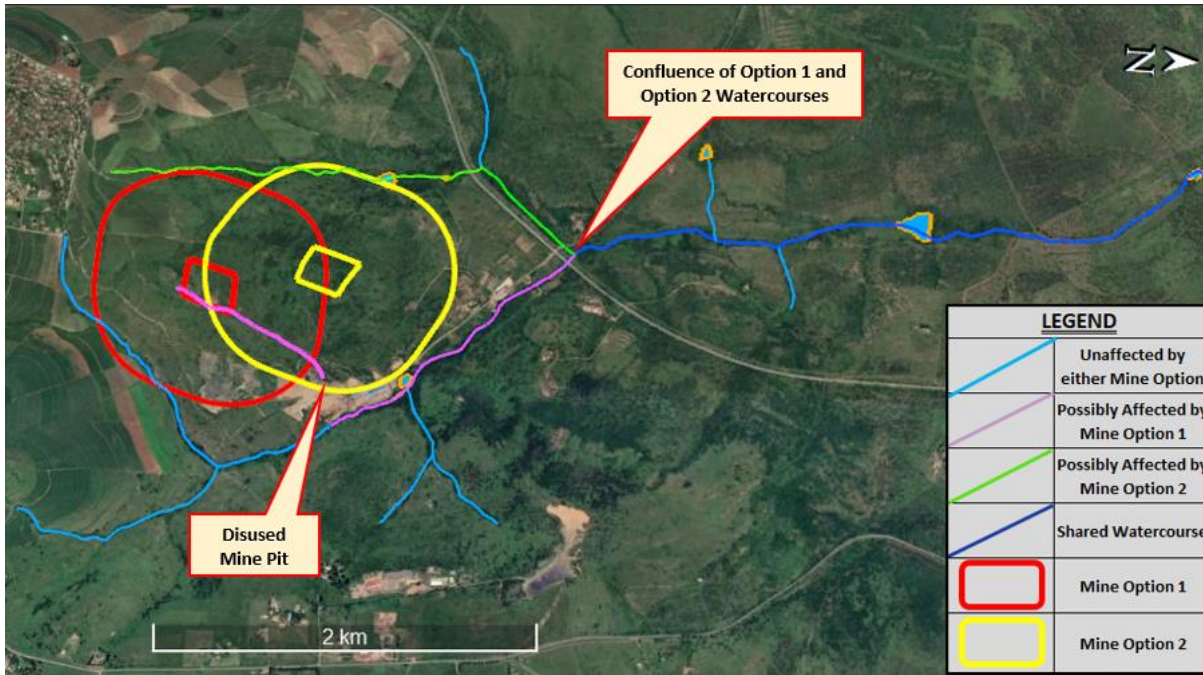 N
Confluence of Option 1 and
Option 2 Watercourses
Disused
Mine Pit
2 km
LEGEND
Unaffected by
either Mine Option
Possibly Affected by
Mine Option 1
Possibly Affected by
Mine Option 2
Shared Watercourse
Mine Option 1
Mine Option 2